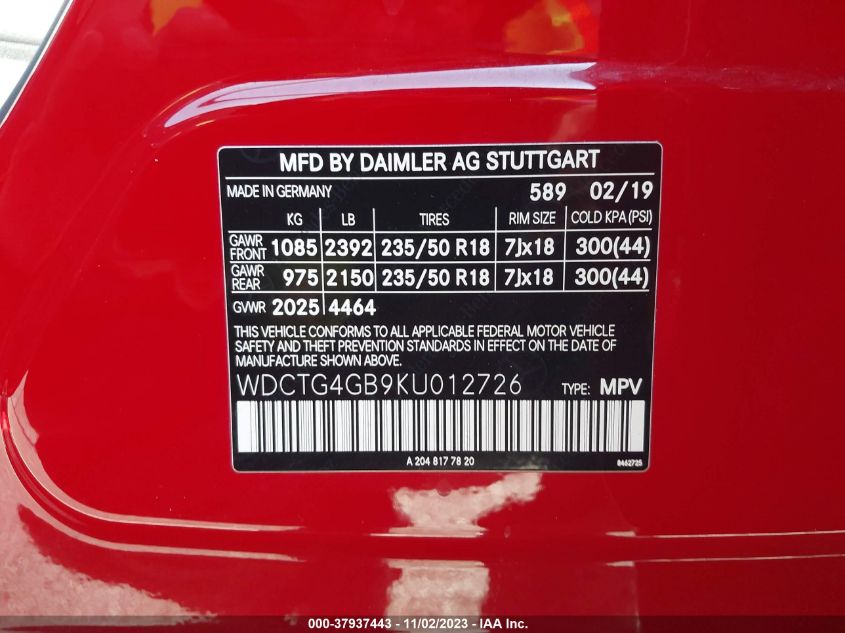 MFD BY DAIMLER AG STUTTGART
MADE IN GERMANY 589 02/19
KG LB TIRES RIM SIZE COLD KPA (PSI)
GAWR FRONT 1085 2392 235/50 R18 7Jx18 300(44)
GAWR REAR 975 2150 235/50 R18 7Jx18 300(44)
GVWR 2025 4464
THIS VEHICLE CONFORMS TO ALL APPLICABLE FEDERAL MOTOR VEHICLE
SAFETY AND THEFT PREVENTION STANDARDS IN EFFECT ON THE DATE OF
MANUFACTURE SHOWN ABOVE.
WDCTG4GB9KU012726 TYPE: MPV
A 204 817 78 20 8462725
000-37937443 - 11/02/2023 - IAA Inc.